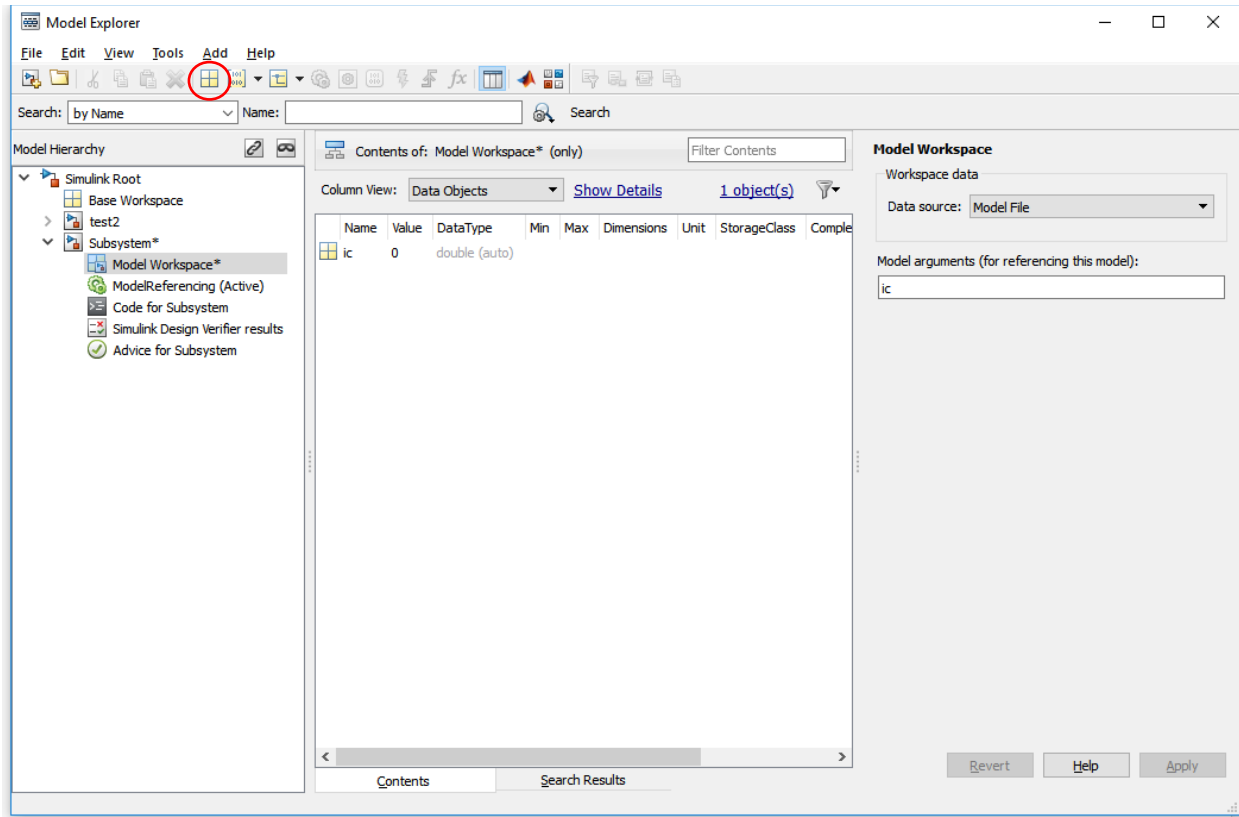 Model Explorer
File Edit View Tools Add Help
fx
Search: by Name Name: Search
Model Hierarchy
Simulink Root
Base Workspace
test2
Subsystem*
Model Workspace*
ModelReferencing (Active)
Code for Subsystem
Simulink Design Verifier results
Advice for Subsystem
Contents of: Model Workspace* (only) Filter Contents
Column View: Data Objects Show Details 1 object(s)
Name Value DataType Min Max Dimensions Unit StorageClass Comple
ic 0 double (auto)
Contents Search Results
Model Workspace
Workspace data
Data source: Model File
Model arguments (for referencing this model):
ic
Revert Help Apply